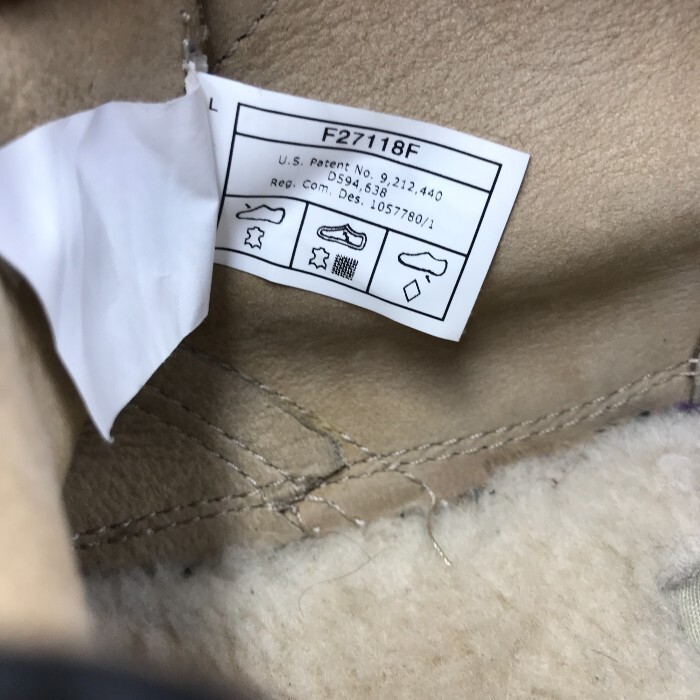 L
F27118F
U.S. Patent No. 9,212,440
D594,638
Reg. Com. Des. 1057780/1